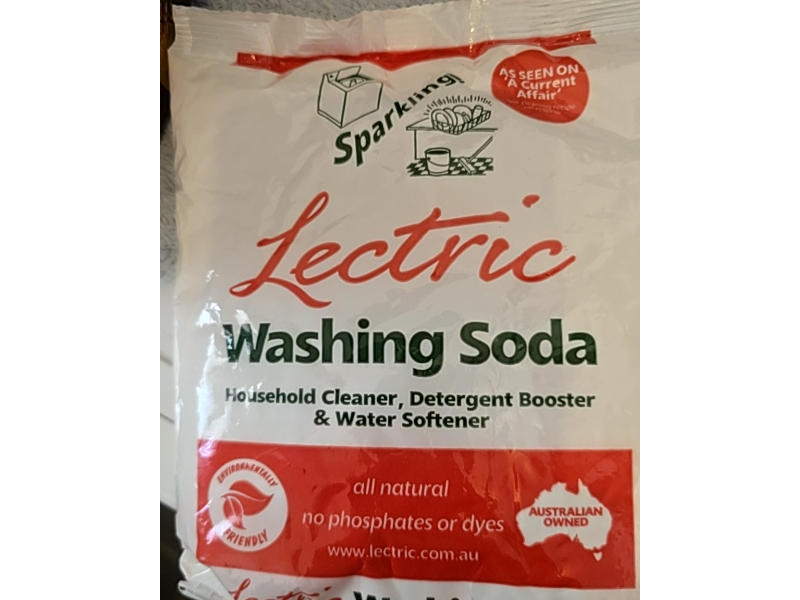 Sparkling
AS SEEN ON
'A Current
Affair'
Lectric
Washing Soda
Household Cleaner, Detergent Booster
& Water Softener
ENVIRONMENTALLY
FRIENDLY
all natural
no phosphates or dyes
www.lectric.com.au
AUSTRALIAN
OWNED
Lectric